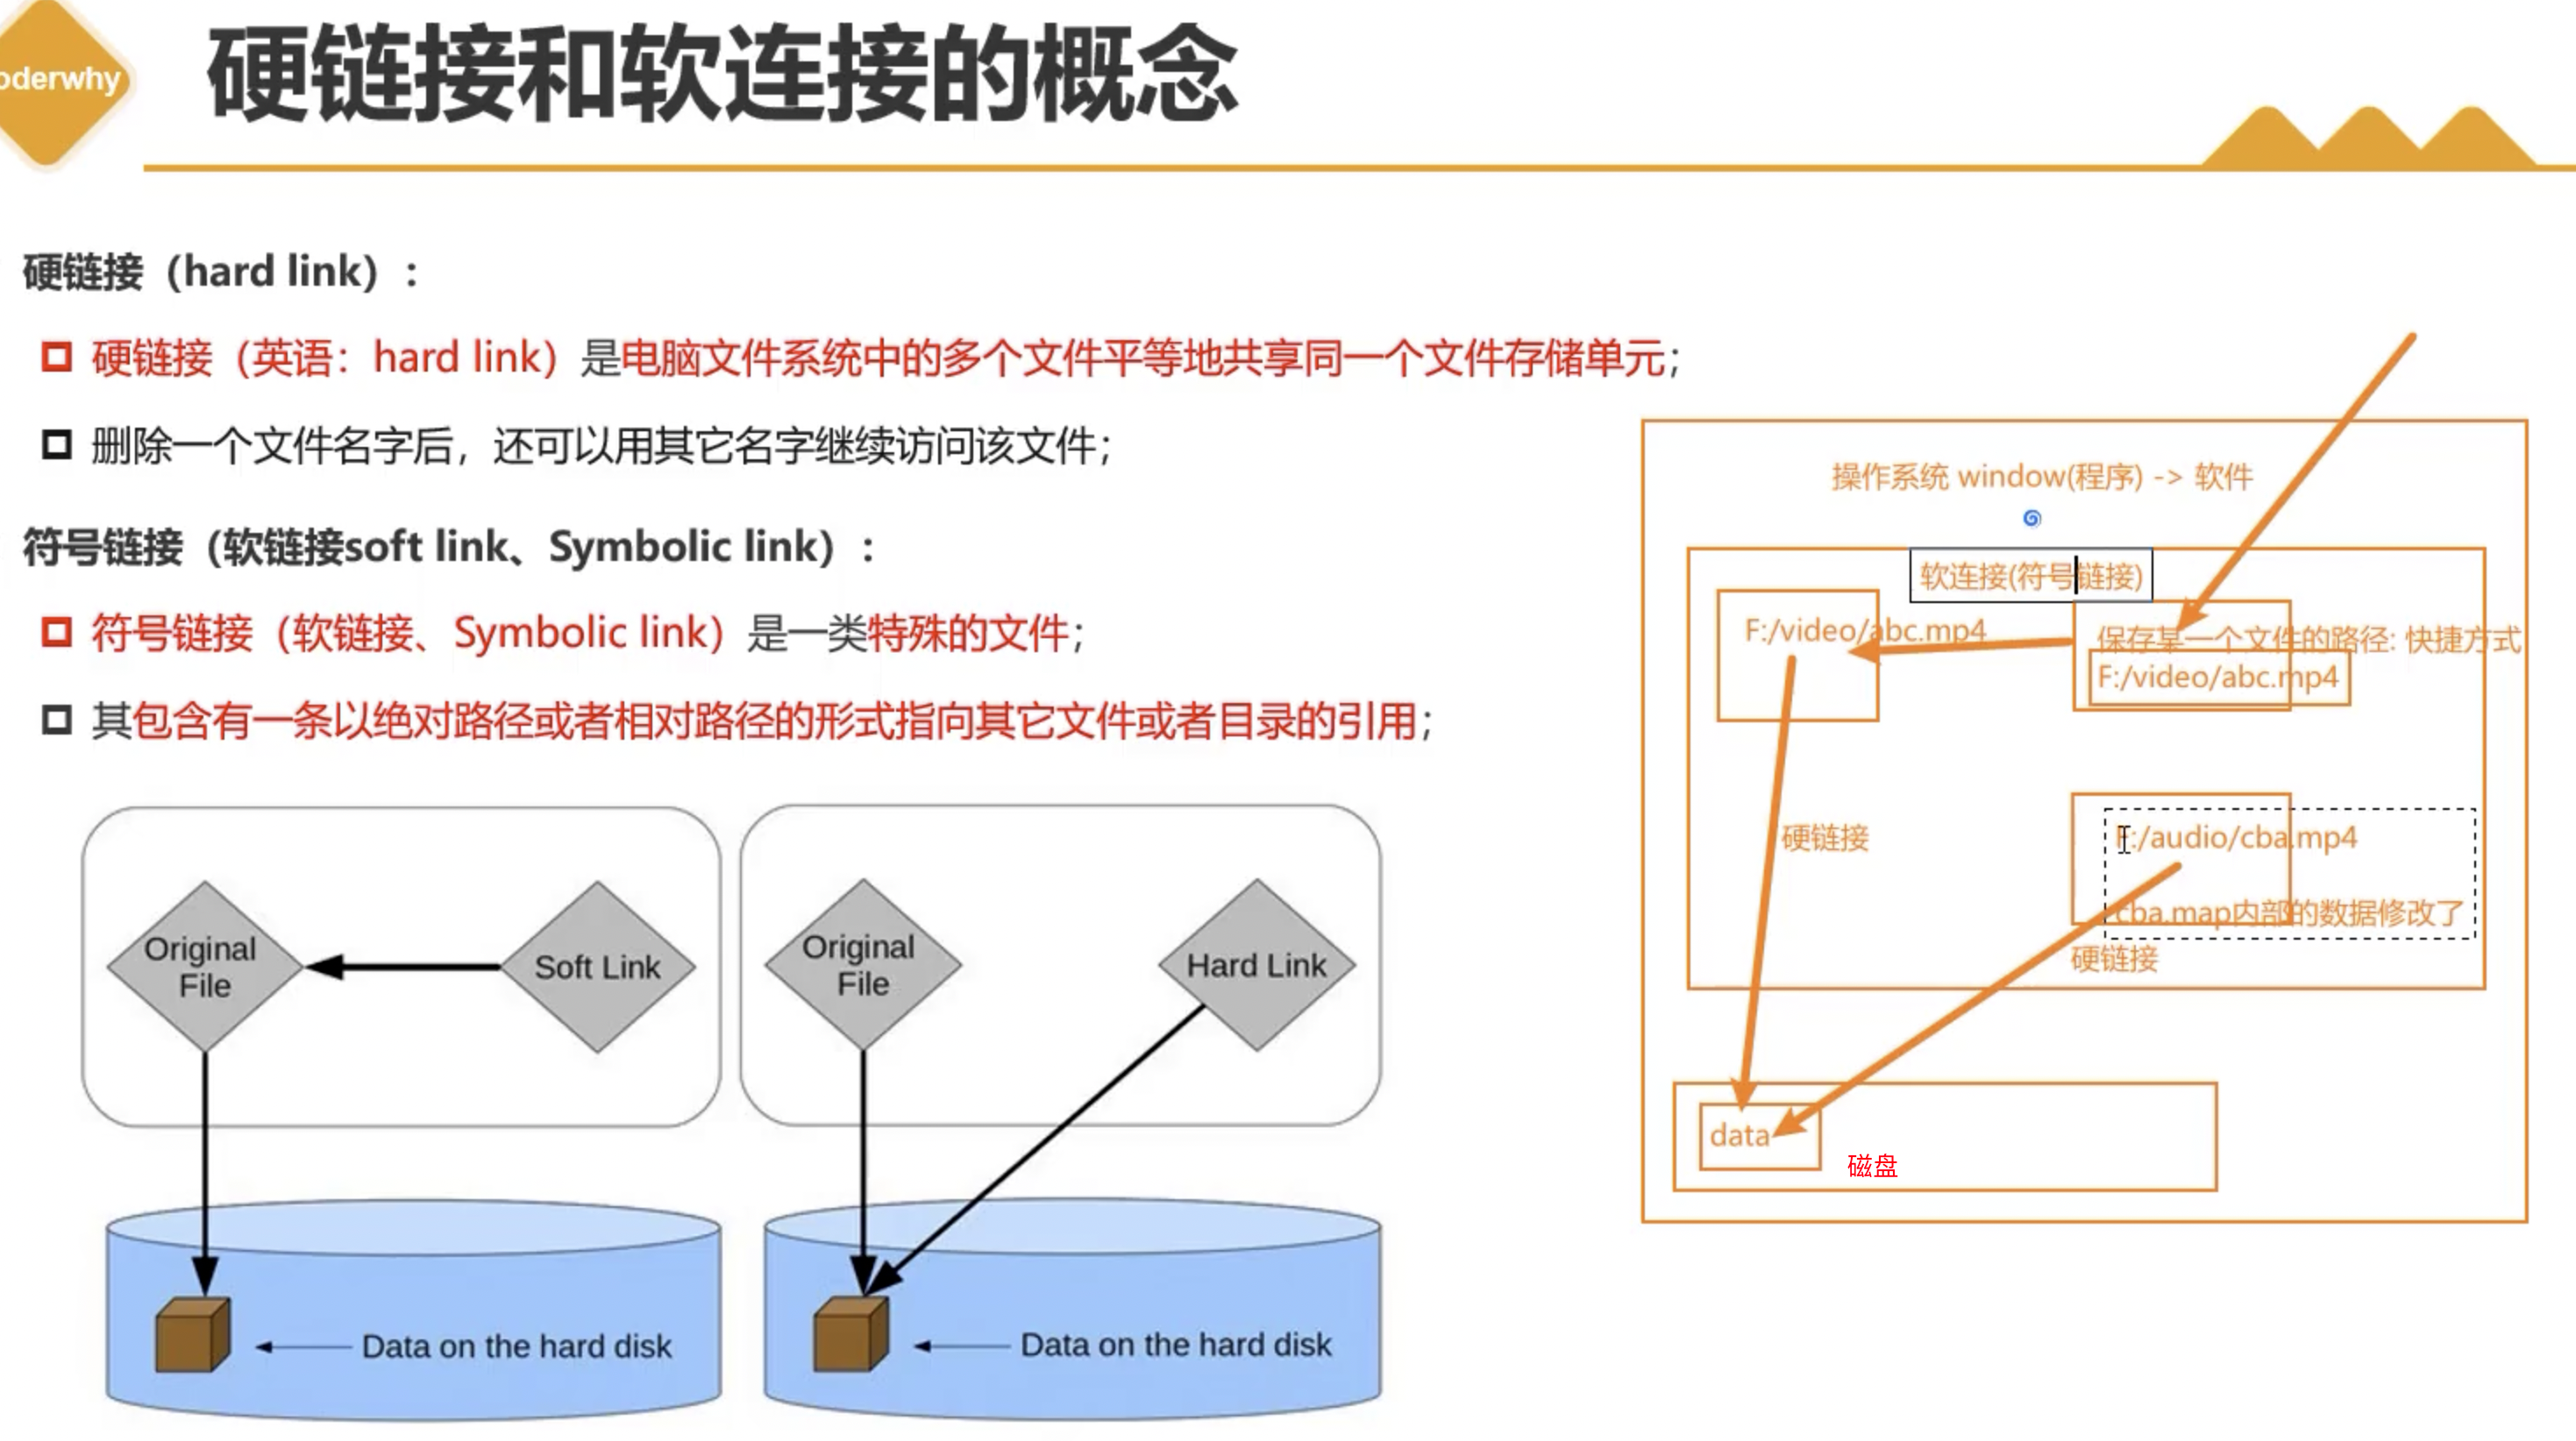 oderwhy
硬链接和软连接的概念
硬链接（hard link）：
硬链接（英语：hard link）是电脑文件系统中的多个文件平等地共享同一个文件存储单元；
删除一个文件名字后，还可以用其它名字继续访问该文件；
符号链接（软链接soft link、Symbolic link）：
符号链接（软链接、Symbolic link）是一类特殊的文件；
其包含有一条以绝对路径或者相对路径的形式指向其它文件或者目录的引用；
Original
File
Soft Link
Data on the hard disk
Original
File
Hard Link
Data on the hard disk
操作系统 window(程序) -> 软件
软连接(符号链接)
F:/video/abc.mp4
保存某一个文件的路径: 快捷方式
F:/video/abc.mp4
硬链接
F:/audio/cba.mp4
cba.map内部的数据修改了
硬链接
data
磁盘